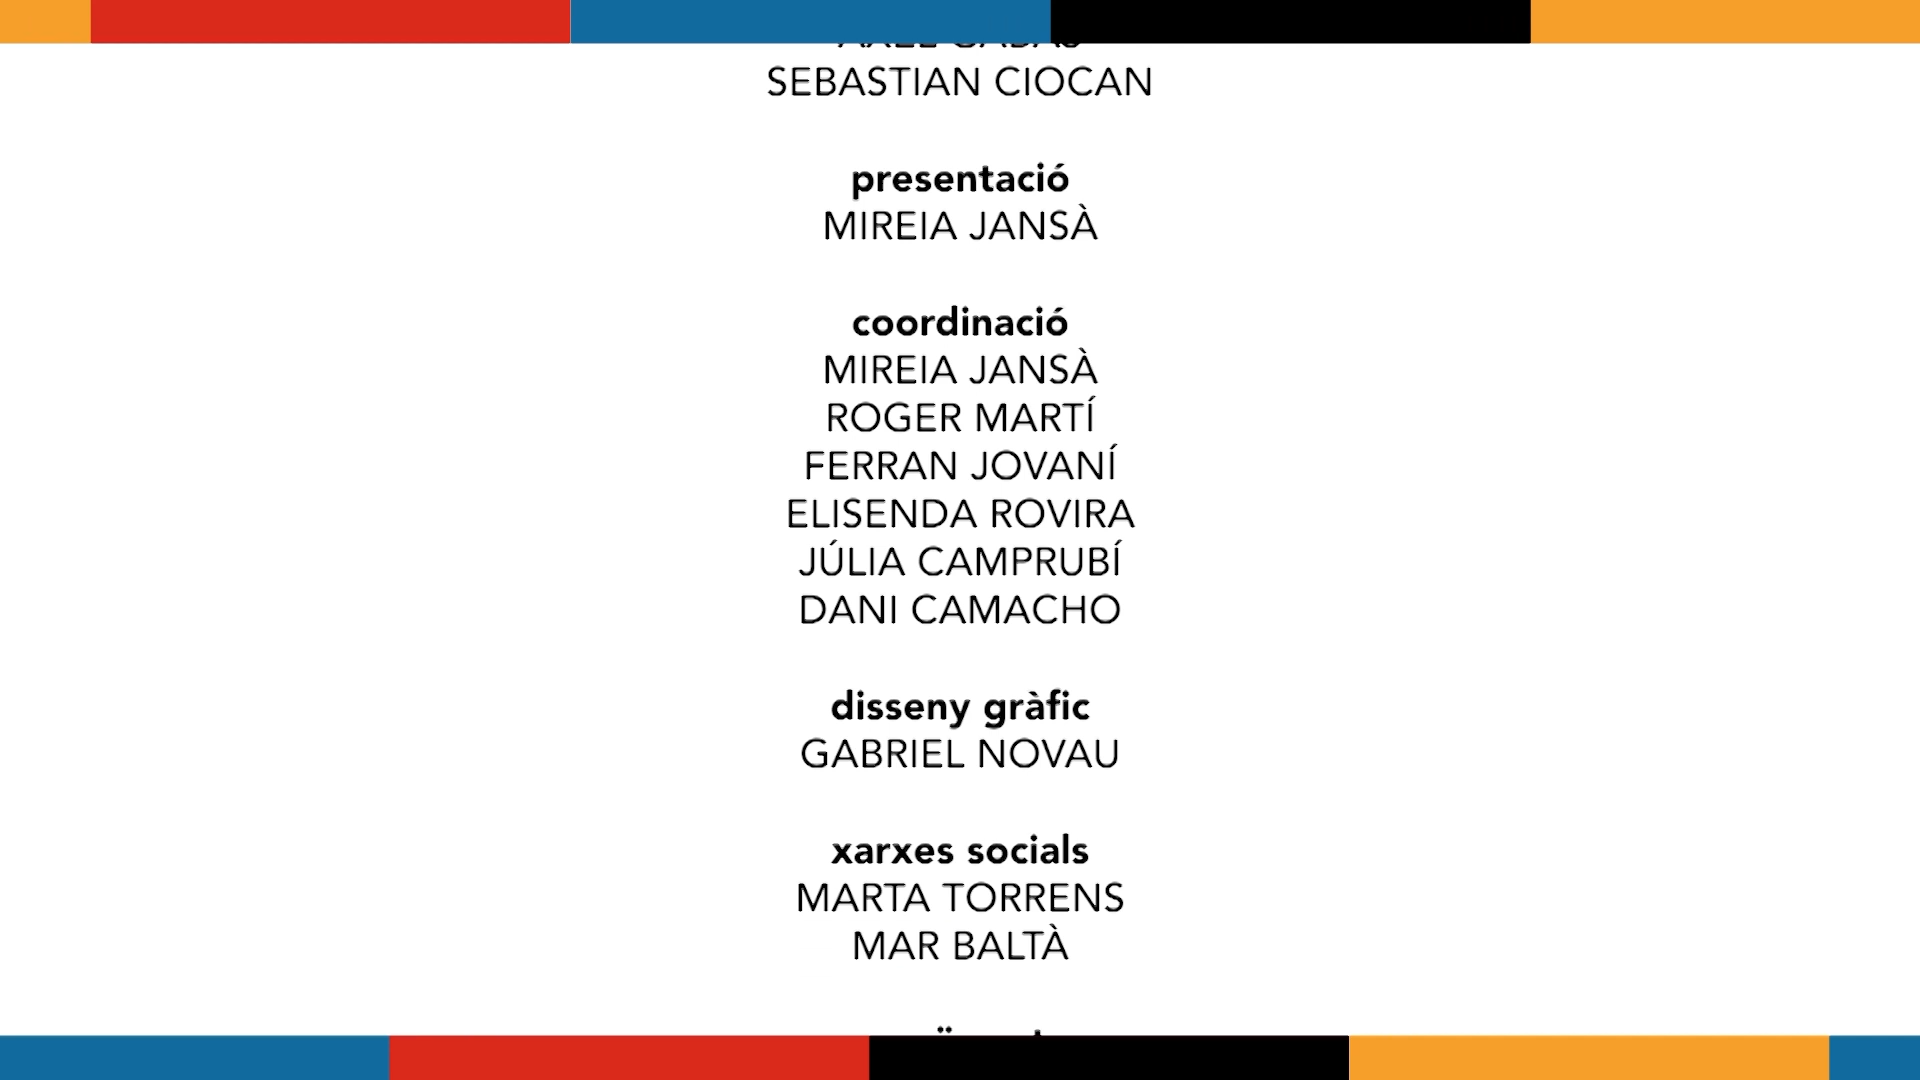 SEBASTIAN CIOCAN
presentació
MIREIA JANSÀ
coordinació
MIREIA JANSÀ
ROGER MARTÍ
FERRAN JOVANÍ
ELISENDA ROVIRA
JÚLIA CAMPRUBÍ
DANI CAMACHO
disseny gràfic
GABRIEL NOVAU
xarxes socials
MARTA TORRENS
MAR BALTÀ